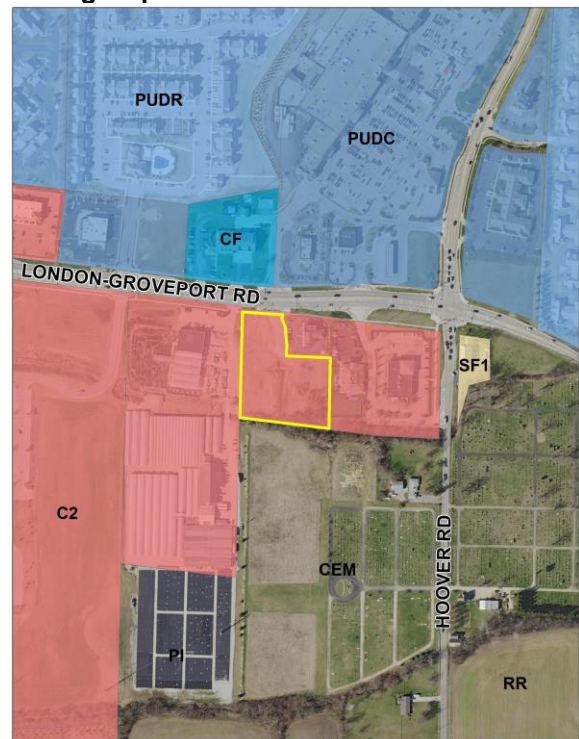 PUDR
PUDC
CF
LONDON-GROVEPORT RD
SF1
C2
CEM
HOOVER RD
PI
RR